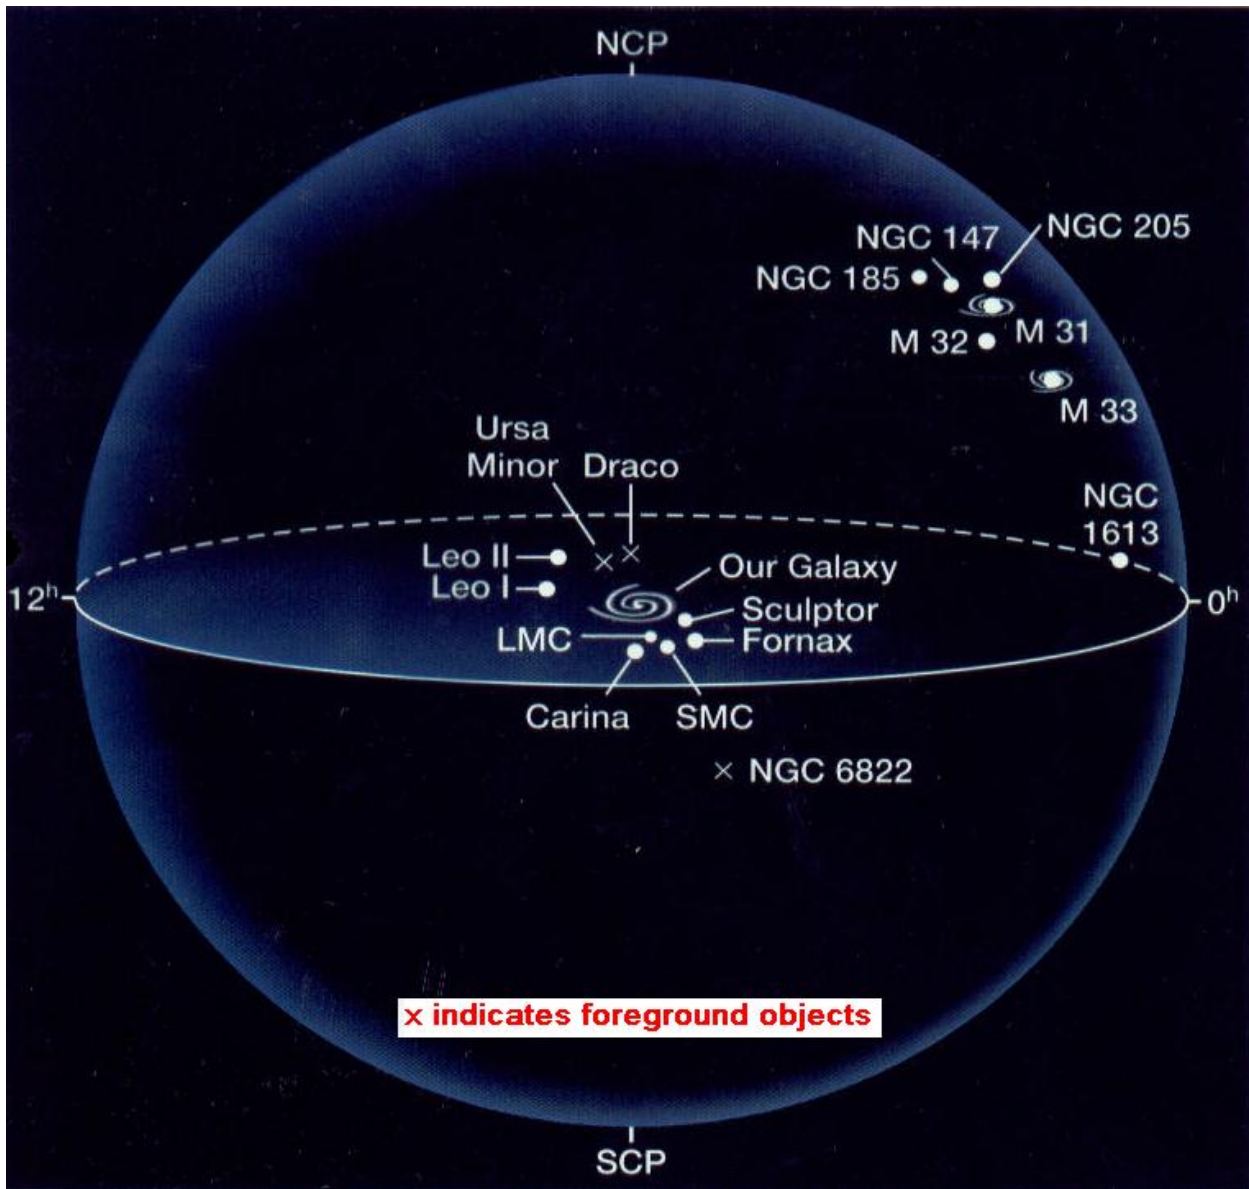 NCP
NGC 205
NGC 147
NGC 185
M 31
M 32
M 33
Ursa
Minor
Draco
NGC
1613
Leo II
Leo I
Our Galaxy
12h
0h
Sculptor
LMC
Fornax
Carina
SMC
× NGC 6822
x indicates foreground objects
SCP